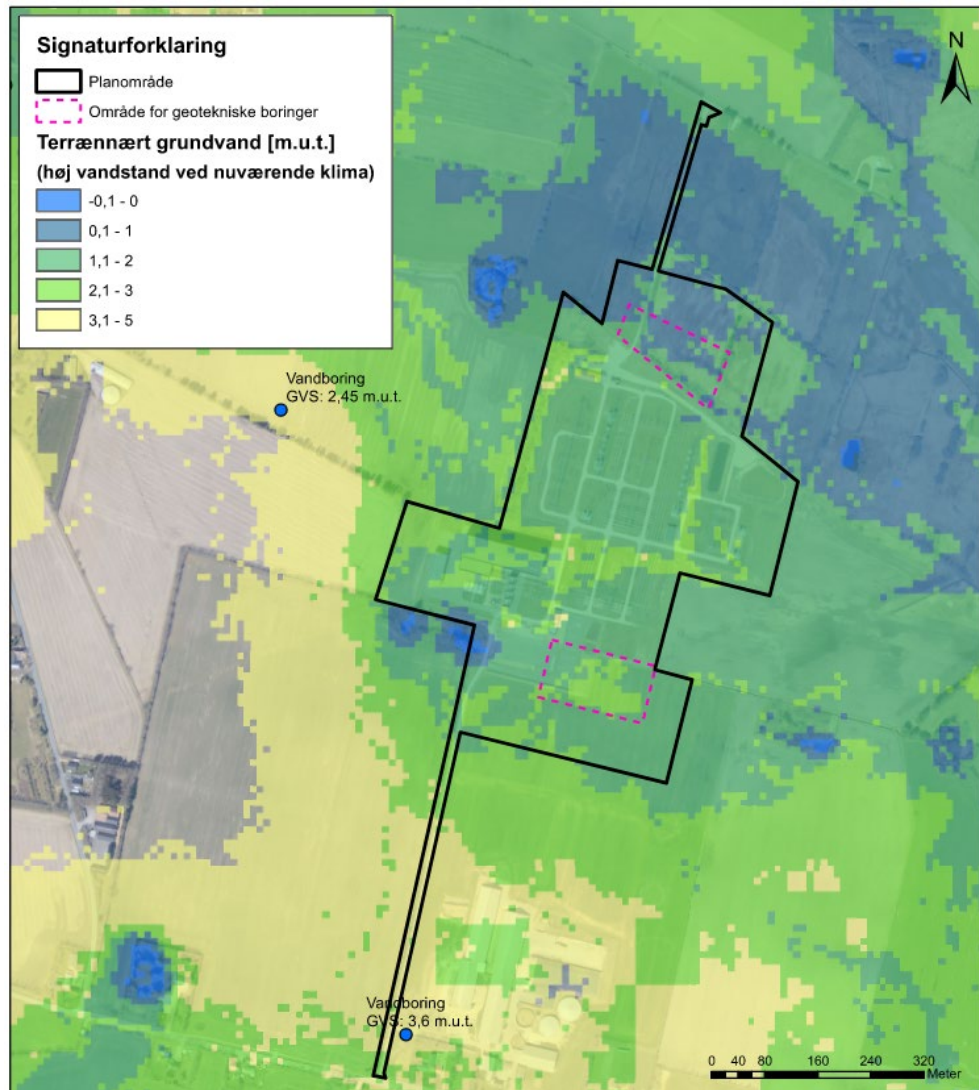 Signaturforklaring
Planområde
Område for geotekniske boringer
Terrænnært grundvand [m.u.t.]
(høj vandstand ved nuværende klima)
-0,1 - 0
0,1 - 1
1,1 - 2
2,1 - 3
3,1 - 5
N
Vandboring
GVS: 2,45 m.u.t.
Vandboring
GVS: 3,6 m.u.t.
0 40 80 160 240 320
Meter